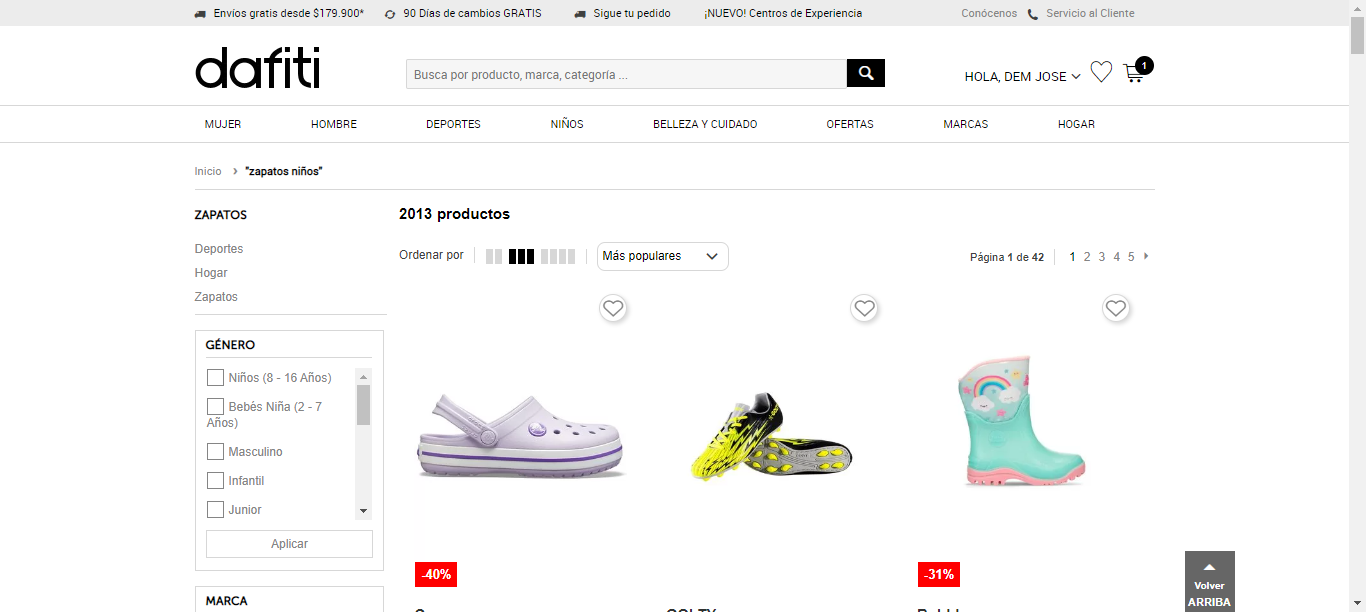 Envíos gratis desde $179.900* 90 Días de cambios GRATIS Sigue tu pedido ¡NUEVO! Centros de Experiencia Conócenos Servicio al Cliente
dafiti
Busca por producto, marca, categoría ...
HOLA, DEM JOSE
1
MUJER HOMBRE DEPORTES NIÑOS BELLEZA Y CUIDADO OFERTAS MARCAS HOGAR
Inicio › "zapatos niños"
ZAPATOS
Deportes
Hogar
Zapatos
GÉNERO
Niños (8 - 16 Años)
Bebés Niña (2 - 7
Años)
Masculino
Infantil
Junior
Aplicar
MARCA
2013 productos
Ordenar por
Más populares
Página 1 de 42 1 2 3 4 5
-40%
-31%
Volver
ARRIBA